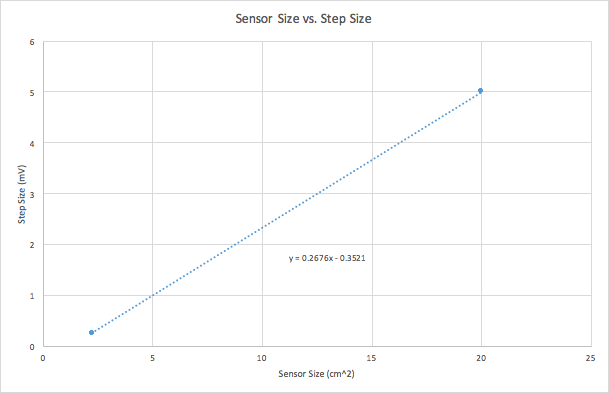 Sensor Size vs. Step Size
6
5
4
3
2
1
0
Step Size (mV)
y = 0.2676x - 0.3521
0 5 10 15 20 25
Sensor Size (cm^2)